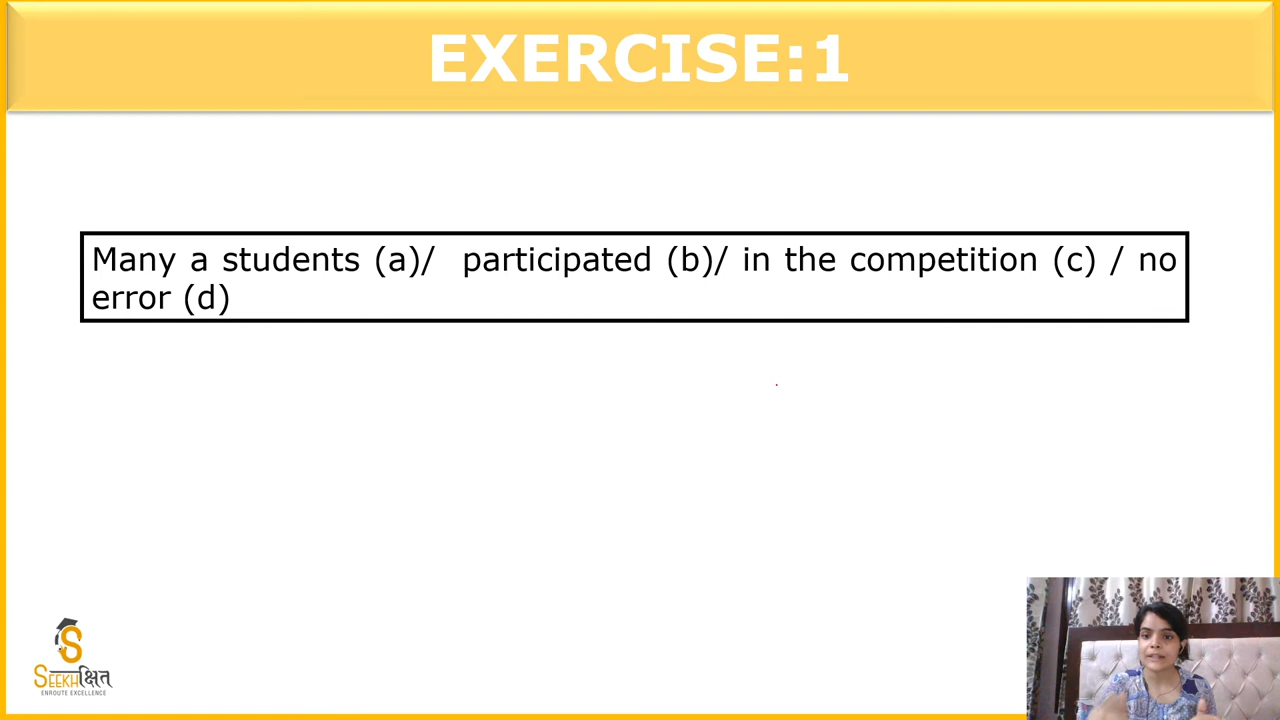 EXERCISE:1
Many a students (a)/ participated (b)/ in the competition (c) / no
error (d)
S
SEEKHक्षित
ENROUTE EXCELLENCE